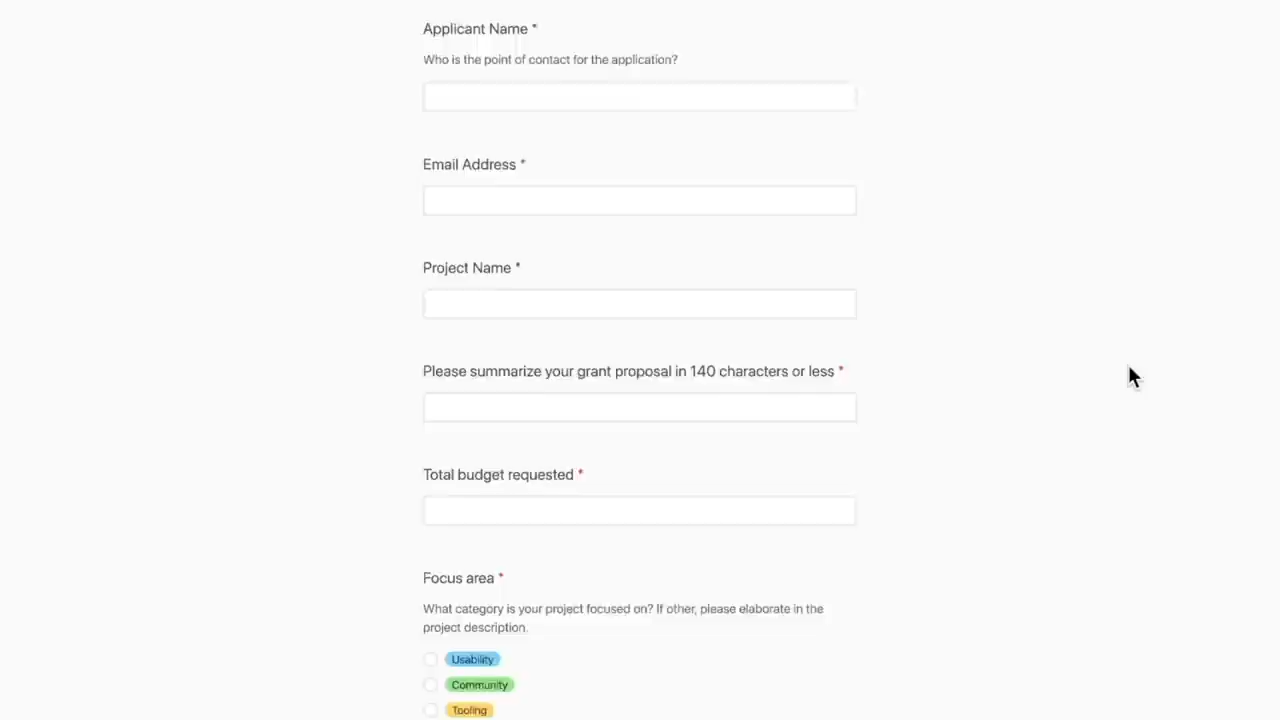 Applicant Name *
Who is the point of contact for the application?
Email Address *
Project Name *
Please summarize your grant proposal in 140 characters or less *
Total budget requested *
Focus area *
What category is your project focused on? If other, please elaborate in the
project description.
Usability
Community
Tooling